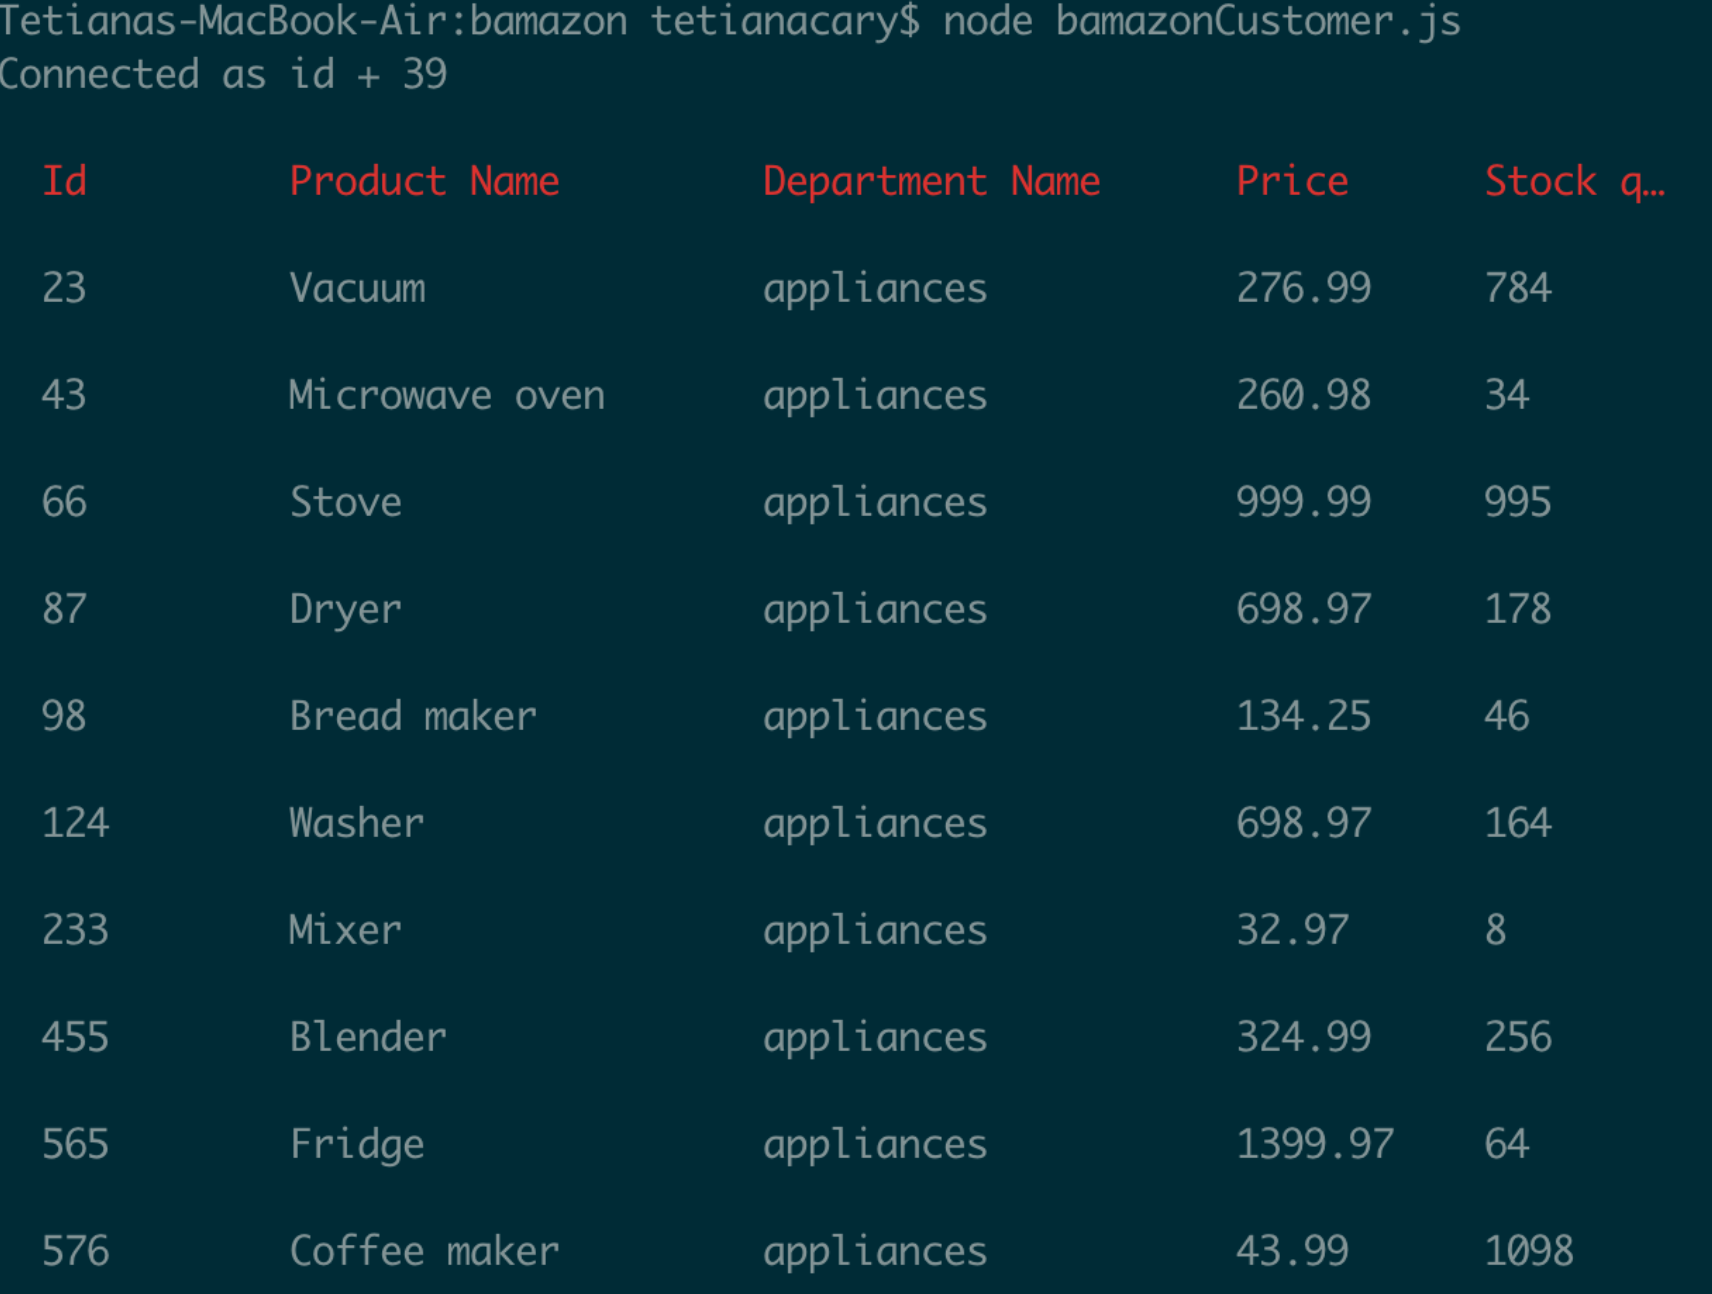 Tetianas-MacBook-Air:bamazon tetianacary$ node bamazonCustomer.js
Connected as id + 39
Id Product Name Department Name Price Stock q…
23 Vacuum appliances 276.99 784
43 Microwave oven appliances 260.98 34
66 Stove appliances 999.99 995
87 Dryer appliances 698.97 178
98 Bread maker appliances 134.25 46
124 Washer appliances 698.97 164
233 Mixer appliances 32.97 8
455 Blender appliances 324.99 256
565 Fridge appliances 1399.97 64
576 Coffee maker appliances 43.99 1098